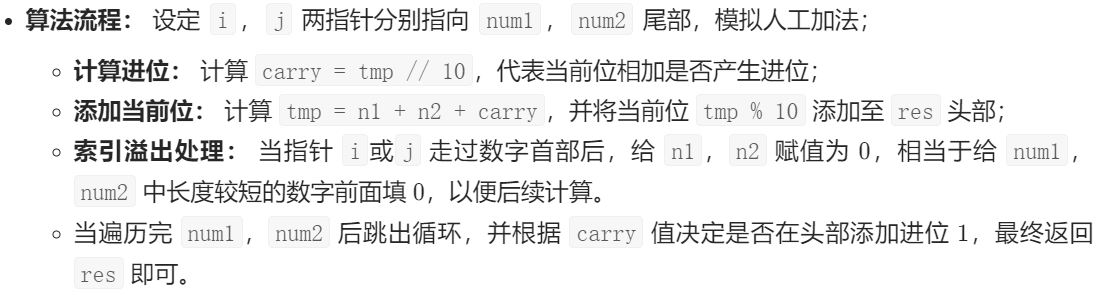 • 算法流程： 设定 i ， j 两指针分别指向 num1 ， num2 尾部，模拟人工加法；
◦ 计算进位： 计算 carry = tmp // 10 ，代表当前位相加是否产生进位；
◦ 添加当前位： 计算 tmp = n1 + n2 + carry ，并将当前位 tmp % 10 添加至 res 头部；
◦ 索引溢出处理： 当指针 i 或 j 走过数字首部后，给 n1 ， n2 赋值为 0，相当于给 num1 ，
num2 中长度较短的数字前面填 0，以便后续计算。
◦ 当遍历完 num1 ， num2 后跳出循环，并根据 carry 值决定是否在头部添加进位 1，最终返回
res 即可。